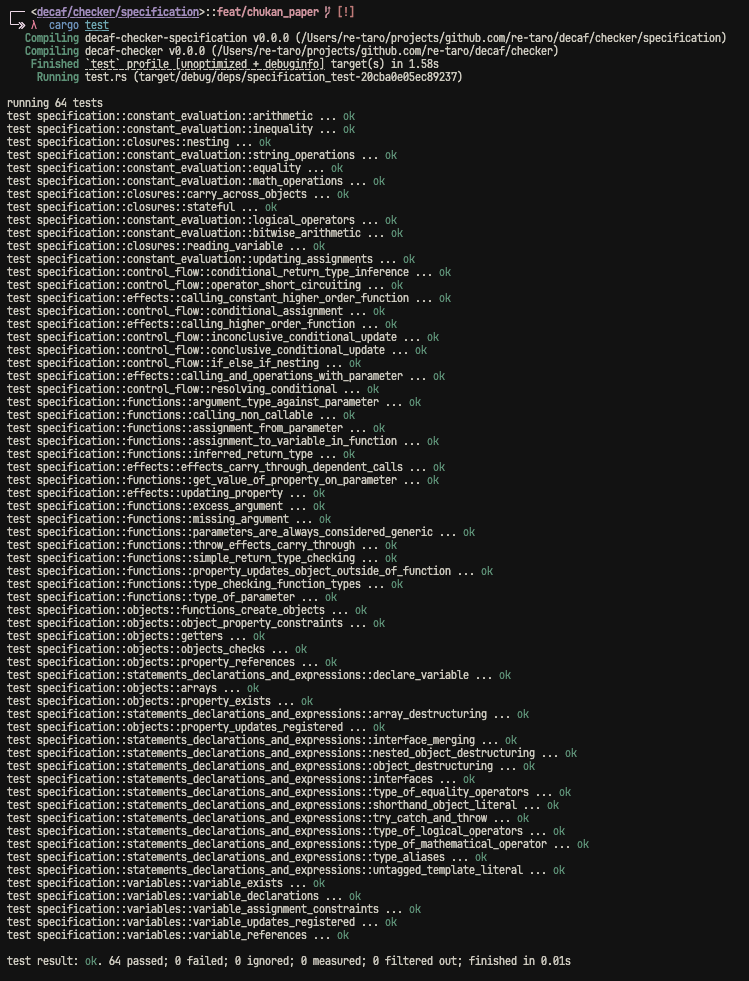 <decaf/checker/specification>::feat/chukan_paper [!]
λ cargo test
Compiling decaf-checker-specification v0.0.0 (/Users/re-taro/projects/github.com/re-taro/decaf/checker/specification)
Compiling decaf-checker v0.0.0 (/Users/re-taro/projects/github.com/re-taro/decaf/checker)
Finished `test` profile [unoptimized + debuginfo] target(s) in 1.58s
Running test.rs (target/debug/deps/specification_test-20cba0e05ec89237)
running 64 tests
test specification::constant_evaluation::arithmetic ... ok
test specification::constant_evaluation::inequality ... ok
test specification::closures::nesting ... ok
test specification::constant_evaluation::string_operations ... ok
test specification::constant_evaluation::equality ... ok
test specification::constant_evaluation::math_operations ... ok
test specification::closures::carry_across_objects ... ok
test specification::closures::stateful ... ok
test specification::constant_evaluation::logical_operators ... ok
test specification::constant_evaluation::bitwise_arithmetic ... ok
test specification::closures::reading_variable ... ok
test specification::constant_evaluation::updating_assignments ... ok
test specification::control_flow::conditional_return_type_inference ... ok
test specification::control_flow::operator_short_circuiting ... ok
test specification::effects::calling_constant_higher_order_function ... ok
test specification::control_flow::conditional_assignment ... ok
test specification::effects::calling_higher_order_function ... ok
test specification::control_flow::inconclusive_conditional_update ... ok
test specification::control_flow::conclusive_conditional_update ... ok
test specification::control_flow::if_else_if_nesting ... ok
test specification::effects::calling_and_operations_with_parameter ... ok
test specification::control_flow::resolving_conditional ... ok
test specification::functions::argument_type_against_parameter ... ok
test specification::functions::calling_non_callable ... ok
test specification::functions::assignment_from_parameter ... ok
test specification::functions::assignment_to_variable_in_function ... ok
test specification::functions::inferred_return_type ... ok
test specification::effects::effects_carry_through_dependent_calls ... ok
test specification::functions::get_value_of_property_on_parameter ... ok
test specification::effects::updating_property ... ok
test specification::functions::excess_argument ... ok
test specification::functions::missing_argument ... ok
test specification::functions::parameters_are_always_considered_generic ... ok
test specification::functions::throw_effects_carry_through ... ok
test specification::functions::simple_return_type_checking ... ok
test specification::functions::property_updates_object_outside_of_function ... ok
test specification::functions::type_checking_function_types ... ok
test specification::functions::type_of_parameter ... ok
test specification::objects::functions_create_objects ... ok
test specification::objects::object_property_constraints ... ok
test specification::objects::getters ... ok
test specification::objects::objects_checks ... ok
test specification::objects::property_references ... ok
test specification::statements_declarations_and_expressions::declare_variable ... ok
test specification::objects::arrays ... ok
test specification::objects::property_exists ... ok
test specification::statements_declarations_and_expressions::array_destructuring ... ok
test specification::objects::property_updates_registered ... ok
test specification::statements_declarations_and_expressions::interface_merging ... ok
test specification::statements_declarations_and_expressions::nested_object_destructuring ... ok
test specification::statements_declarations_and_expressions::object_destructuring ... ok
test specification::statements_declarations_and_expressions::interfaces ... ok
test specification::statements_declarations_and_expressions::type_of_equality_operators ... ok
test specification::statements_declarations_and_expressions::shorthand_object_literal ... ok
test specification::statements_declarations_and_expressions::try_catch_and_throw ... ok
test specification::statements_declarations_and_expressions::type_of_logical_operators ... ok
test specification::statements_declarations_and_expressions::type_of_mathematical_operator ... ok
test specification::statements_declarations_and_expressions::type_aliases ... ok
test specification::statements_declarations_and_expressions::untagged_template_literal ... ok
test specification::variables::variable_exists ... ok
test specification::variables::variable_declarations ... ok
test specification::variables::variable_assignment_constraints ... ok
test specification::variables::variable_updates_registered ... ok
test specification::variables::variable_references ... ok
test result: ok. 64 passed; 0 failed; 0 ignored; 0 measured; 0 filtered out; finished in 0.01s